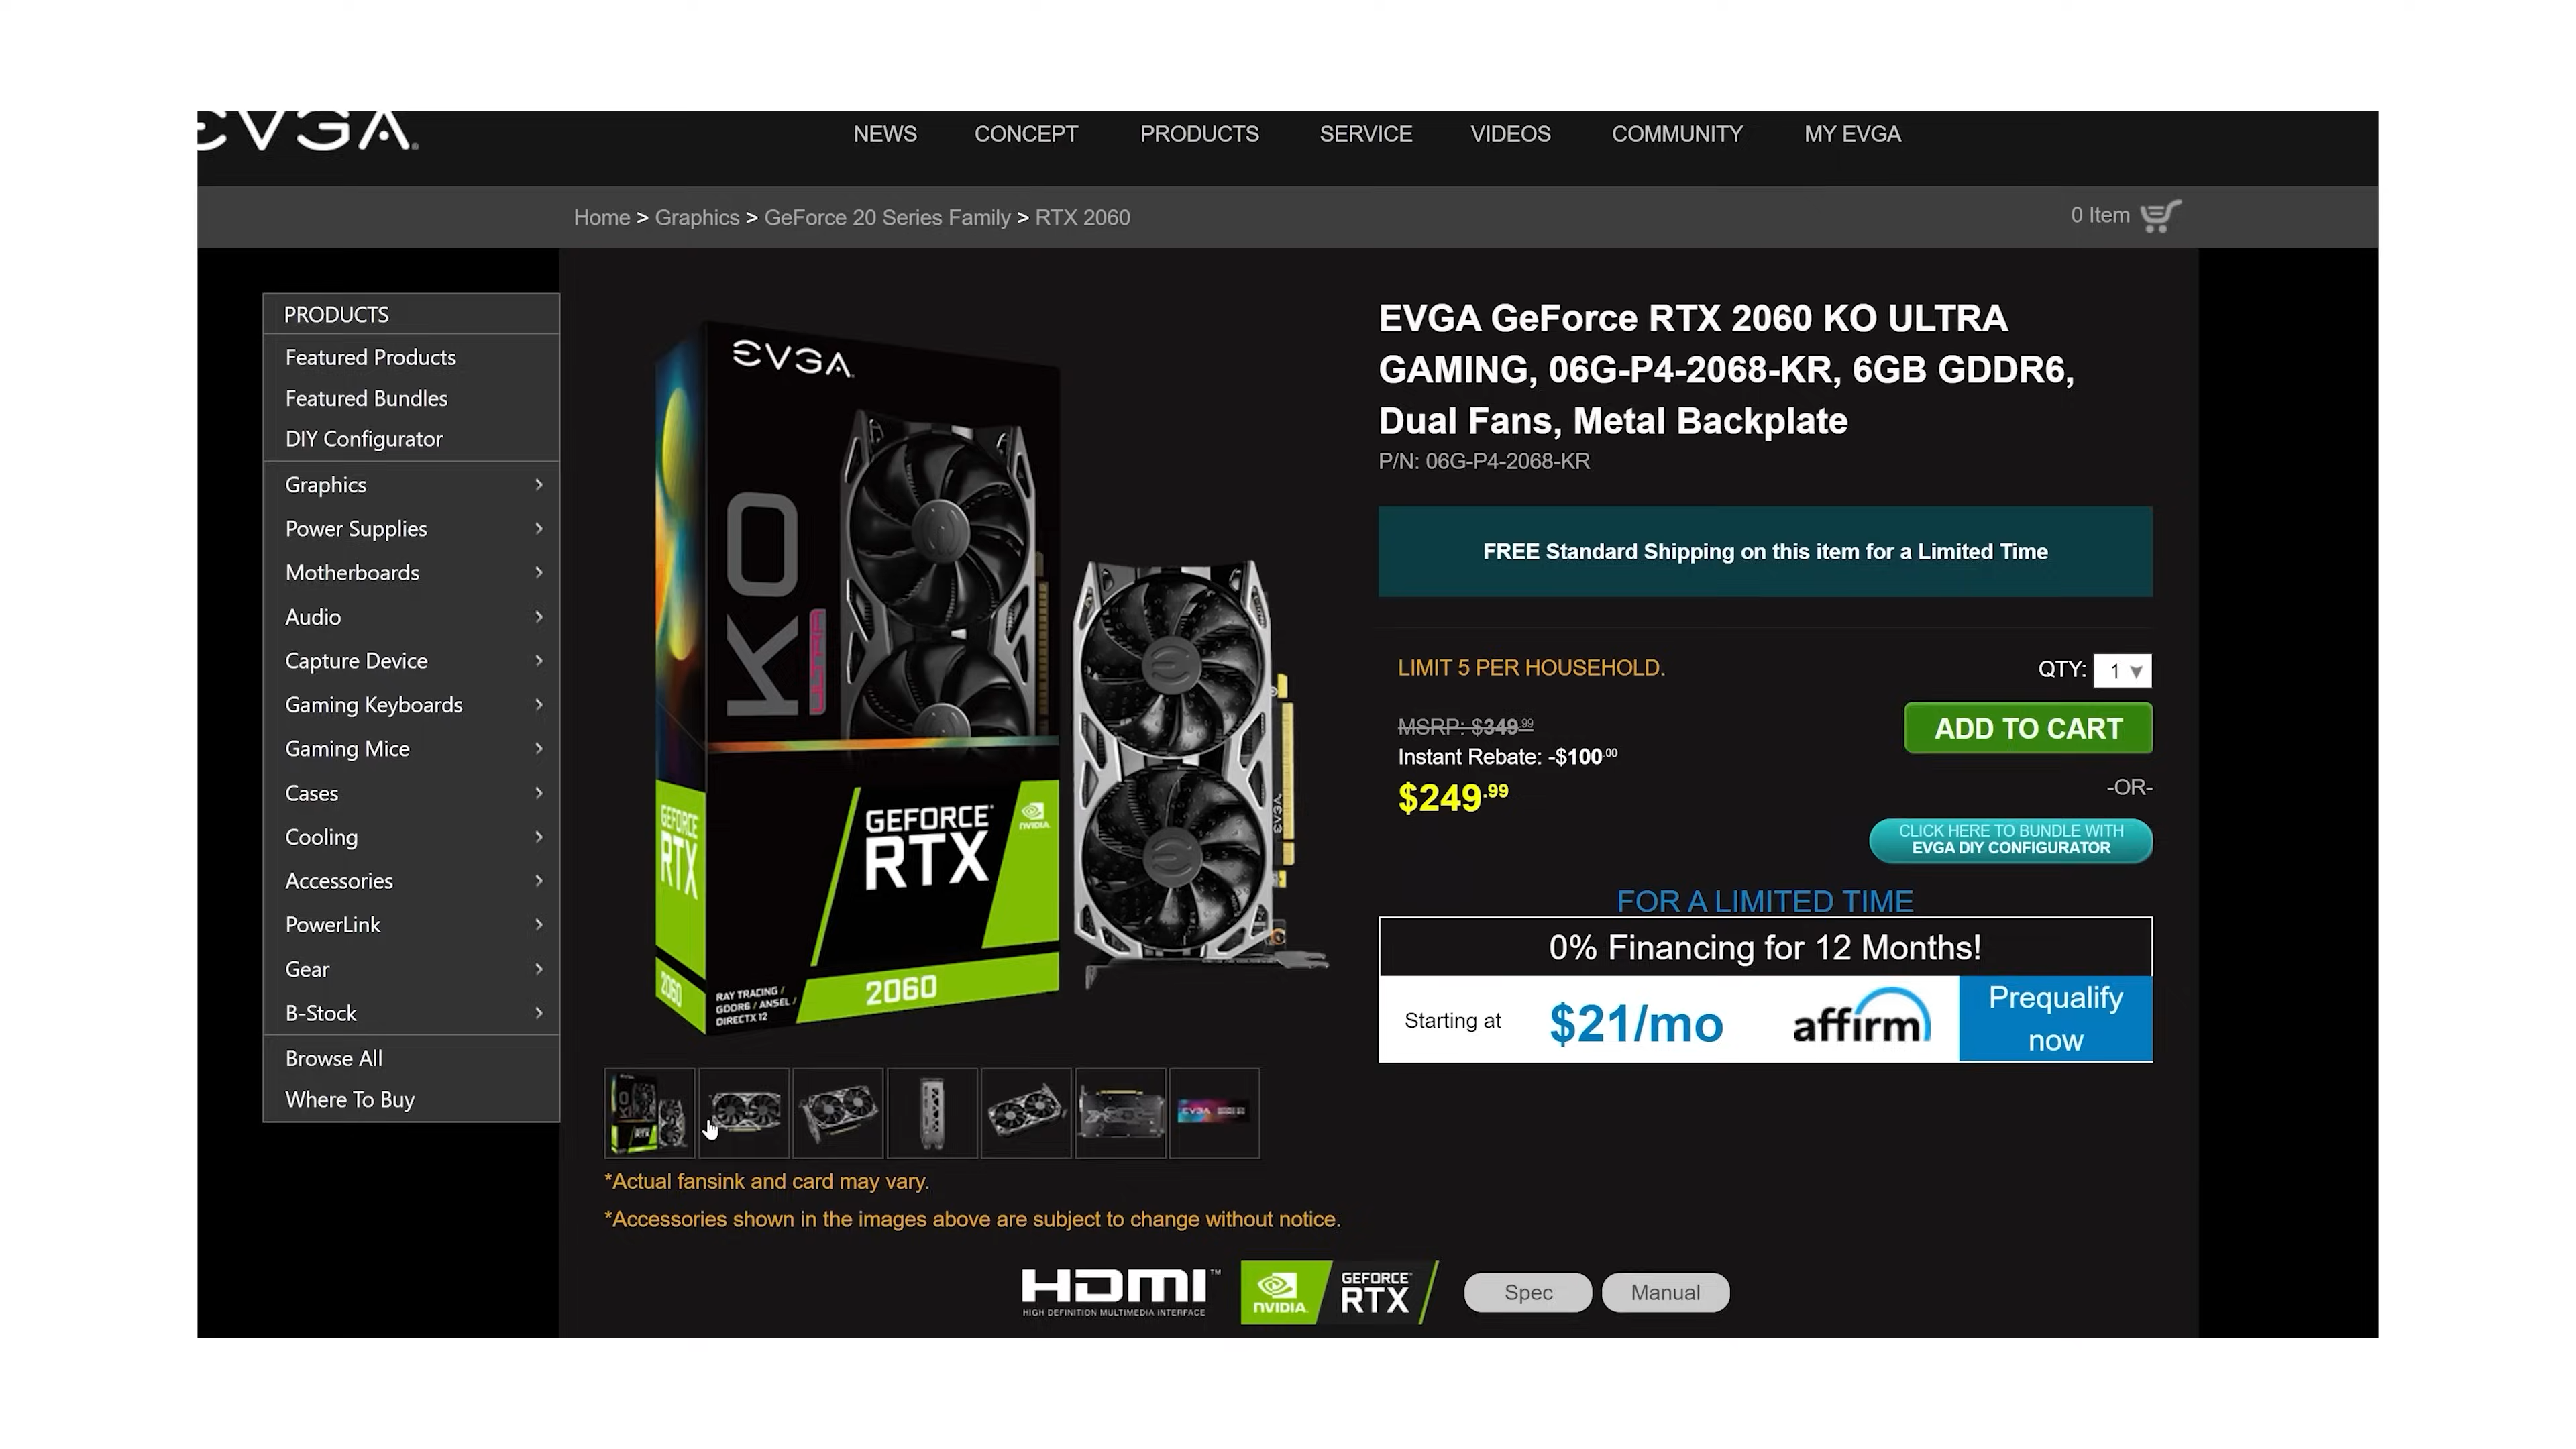 EVGA
NEWS CONCEPT PRODUCTS SERVICE VIDEOS COMMUNITY MY EVGA
Home > Graphics > GeForce 20 Series Family > RTX 2060
0 Item
PRODUCTS
Featured Products
Featured Bundles
DIY Configurator
Graphics
Power Supplies
Motherboards
Audio
Capture Device
Gaming Keyboards
Gaming Mice
Cases
Cooling
Accessories
PowerLink
Gear
B-Stock
Browse All
Where To Buy
EVGA
KO
ULTRA
GEFORCE
RTX
NVIDIA
2060
RAY TRACING /
GDDR6 / ANSEL /
DIRECTX 12
GEFORCE
RTX
2060
EVGA
*Actual fansink and card may vary.
*Accessories shown in the images above are subject to change without notice.
EVGA GeForce RTX 2060 KO ULTRA
GAMING, 06G-P4-2068-KR, 6GB GDDR6,
Dual Fans, Metal Backplate
P/N: 06G-P4-2068-KR
FREE Standard Shipping on this item for a Limited Time
LIMIT 5 PER HOUSEHOLD.
QTY: 1
MSRP: $349.99
Instant Rebate: -$100.00
$249.99
ADD TO CART
-OR-
CLICK HERE TO BUNDLE WITH
EVGA DIY CONFIGURATOR
FOR A LIMITED TIME
0% Financing for 12 Months!
Starting at $21/mo affirm
Prequalify
now
HDMI™
HIGH DEFINITION MULTIMEDIA INTERFACE
NVIDIA
GEFORCE
RTX
Spec
Manual